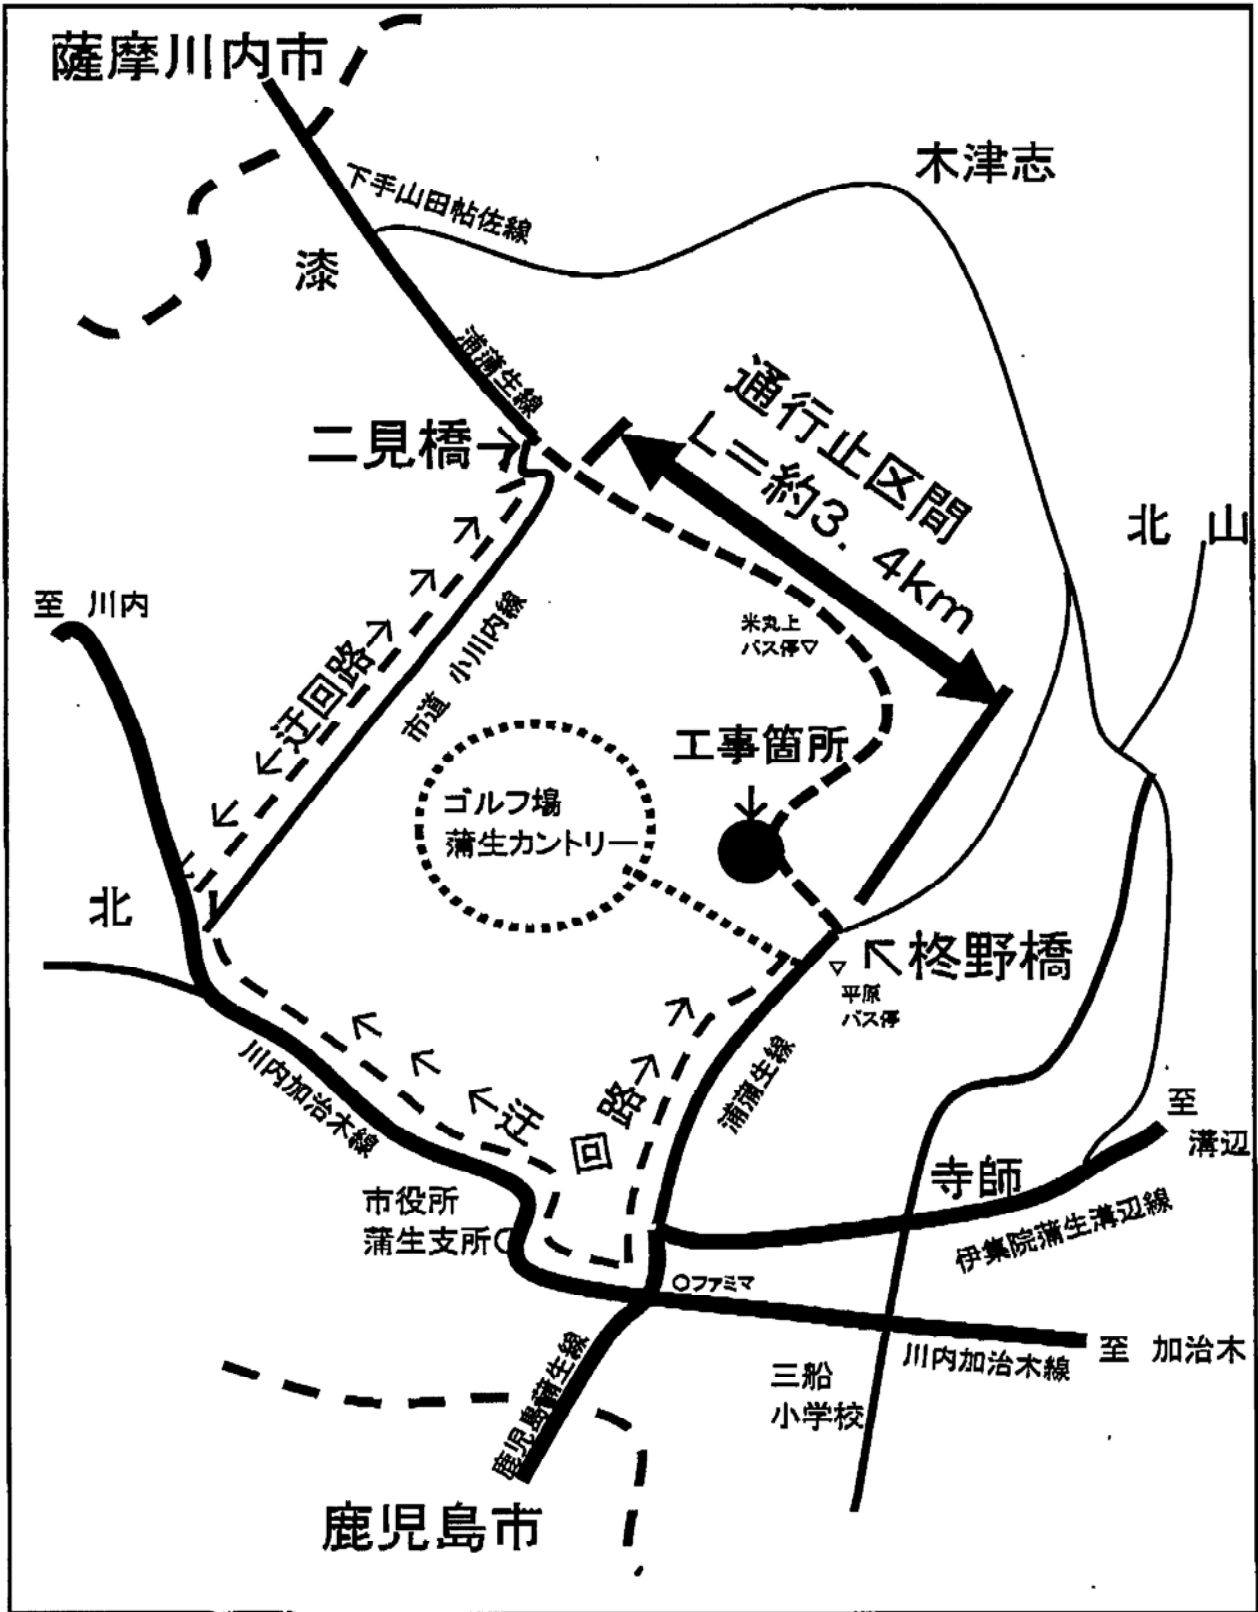 薩摩川内市
木津志
下手山田帖佐線
漆
浦蒲生線
二見橋→
通行止区間
L=約3.4km
北 山
至 川内
米丸上
バス停▽
迂回路
市道 小川内線
工事箇所
ゴルフ場
蒲生カントリー
北
柊野橋
▽
平原
バス停
川内加治木線
迂
回
路
浦蒲生線
至
溝辺
寺師
市役所
蒲生支所○
伊集院蒲生溝辺線
○ファミマ
鹿児島蒲生線
川内加治木線
至 加治木
三船
小学校
鹿児島市